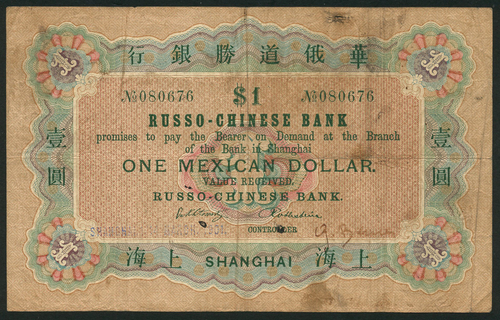 行銀勝道俄華
№080676 $1 №080676
RUSSO-CHINESE BANK
promises to pay the Bearer on Demand at the Branch
of the Bank in Shanghai
ONE MEXICAN DOLLAR.
VALUE RECEIVED.
RUSSO-CHINESE BANK.
CONTROLLER
壹圓
壹圓
海上 SHANGHAI 海上